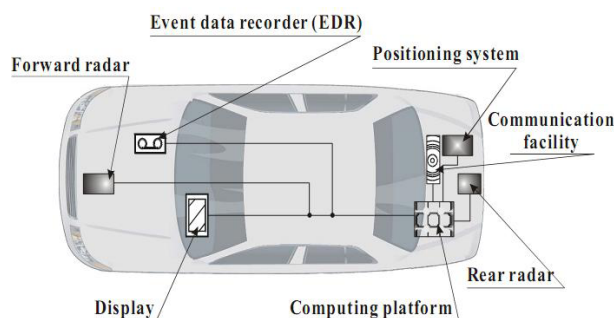 Event data recorder (EDR)
Positioning system
Forward radar
Communication
facility
Rear radar
Display
Computing platform